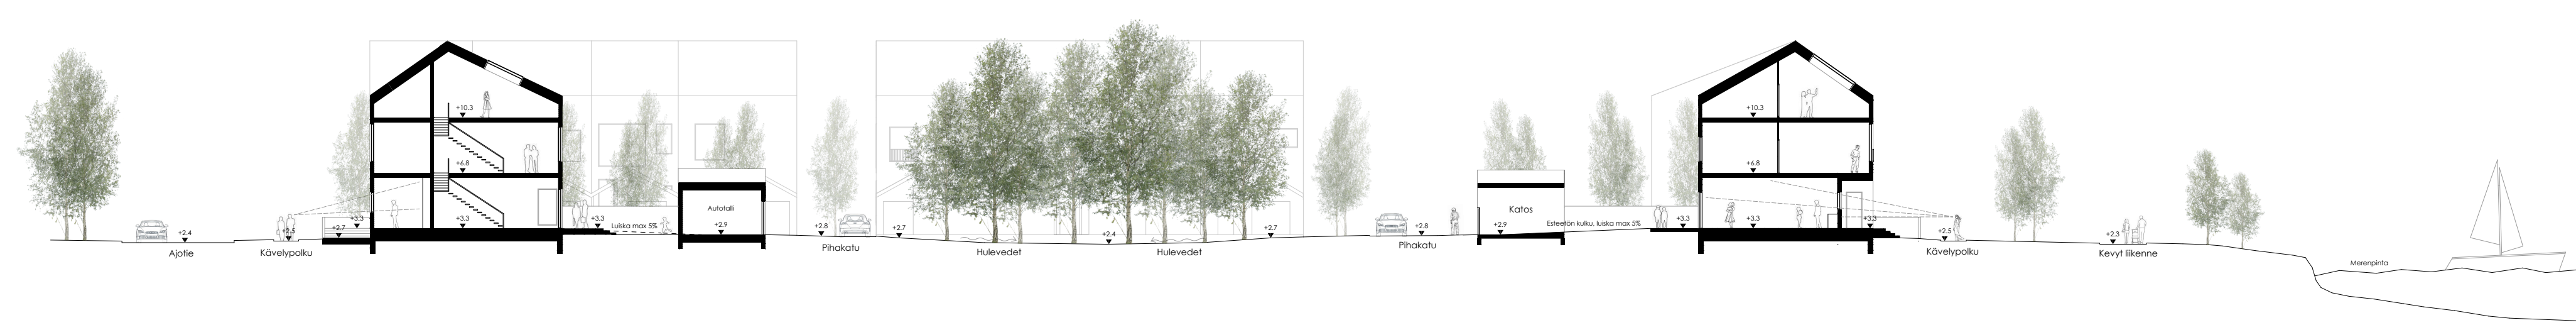 +10.3
+6.8
+3.3
+3.3
+3.3
+2.7
+2.5
+2.4
Ajotie
Kävelypolku
Luiska max 5%
Autotalli
+2.9
+2.8
Pihakatu
+2.7
Hulevedet
+2.4
Hulevedet
+2.7
Pihakatu
+2.8
Katos
+2.9
Esteetön kulku, luiska max 5%
+3.3
+10.3
+6.8
+3.3
+3.3
+2.5
Kävelypolku
+2.3
Kevyt liikenne
Merenpinta